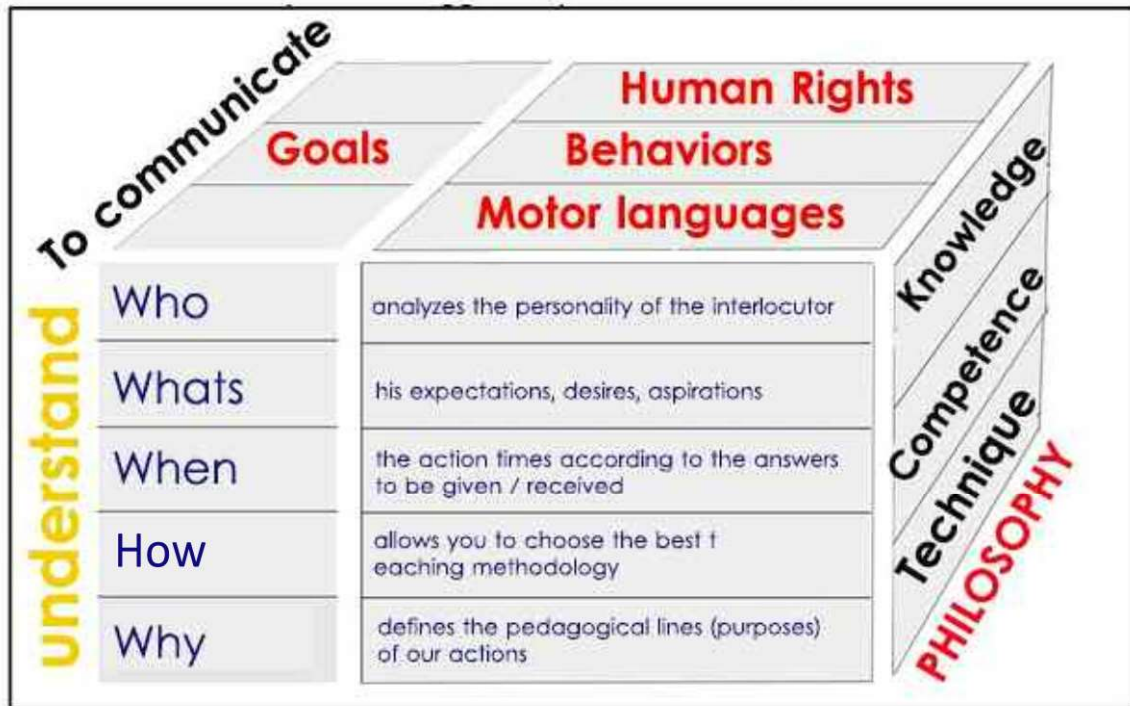 To communicate
Human Rights
Goals
Behaviors
Motor languages
understand
Who
analyzes the personality of the interlocutor
Whats
his expectations, desires, aspirations
When
the action times according to the answers
to be given / received
How
allows you to choose the best t
eaching methodology
Why
defines the pedagogical lines (purposes)
of our actions
Knowledge
Competence
Technique
PHILOSOPHY